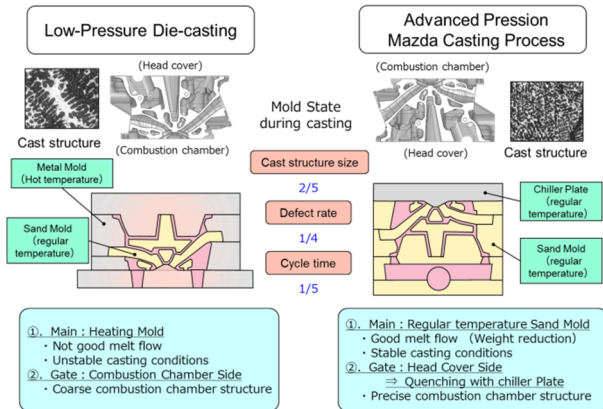 Low-Pressure Die-casting
Advanced Pression
Mazda Casting Process
(Head cover)
(Combustion chamber)
Cast structure
(Combustion chamber)
Mold State
during casting
(Head cover)
Cast structure
Metal Mold
(Hot temperature)
Sand Mold
(regular
temperature)
Cast structure size
2/5
Defect rate
1/4
Cycle time
1/5
Chiller Plate
(regular
temperature)
Sand Mold
(regular
temperature)
①. Main : Heating Mold
・Not good melt flow
・Unstable casting conditions
②. Gate : Combustion Chamber Side
・Coarse combustion chamber structure
①. Main : Regular temperature Sand Mold
・Good melt flow （Weight reduction）
・Stable casting conditions
②. Gate : Head Cover Side
⇒ Quenching with chiller Plate
・Precise combustion chamber structure